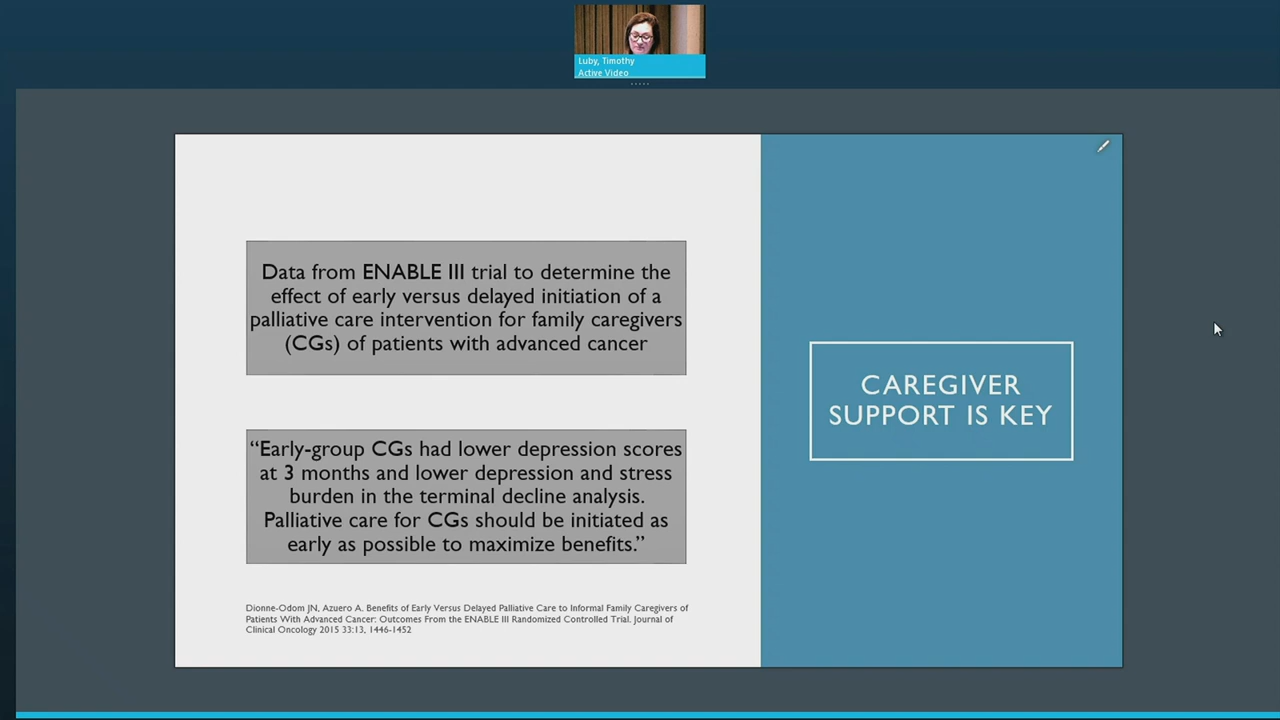 Luby, Timothy
Active Video
Data from ENABLE III trial to determine the
effect of early versus delayed initiation of a
palliative care intervention for family caregivers
(CGs) of patients with advanced cancer
“Early-group CGs had lower depression scores
at 3 months and lower depression and stress
burden in the terminal decline analysis.
Palliative care for CGs should be initiated as
early as possible to maximize benefits.”
Dionne-Odom JN, Azuero A. Benefits of Early Versus Delayed Palliative Care to Informal Family Caregivers of
Patients With Advanced Cancer: Outcomes From the ENABLE III Randomized Controlled Trial. Journal of
Clinical Oncology 2015 33:13, 1446-1452
CAREGIVER
SUPPORT IS KEY